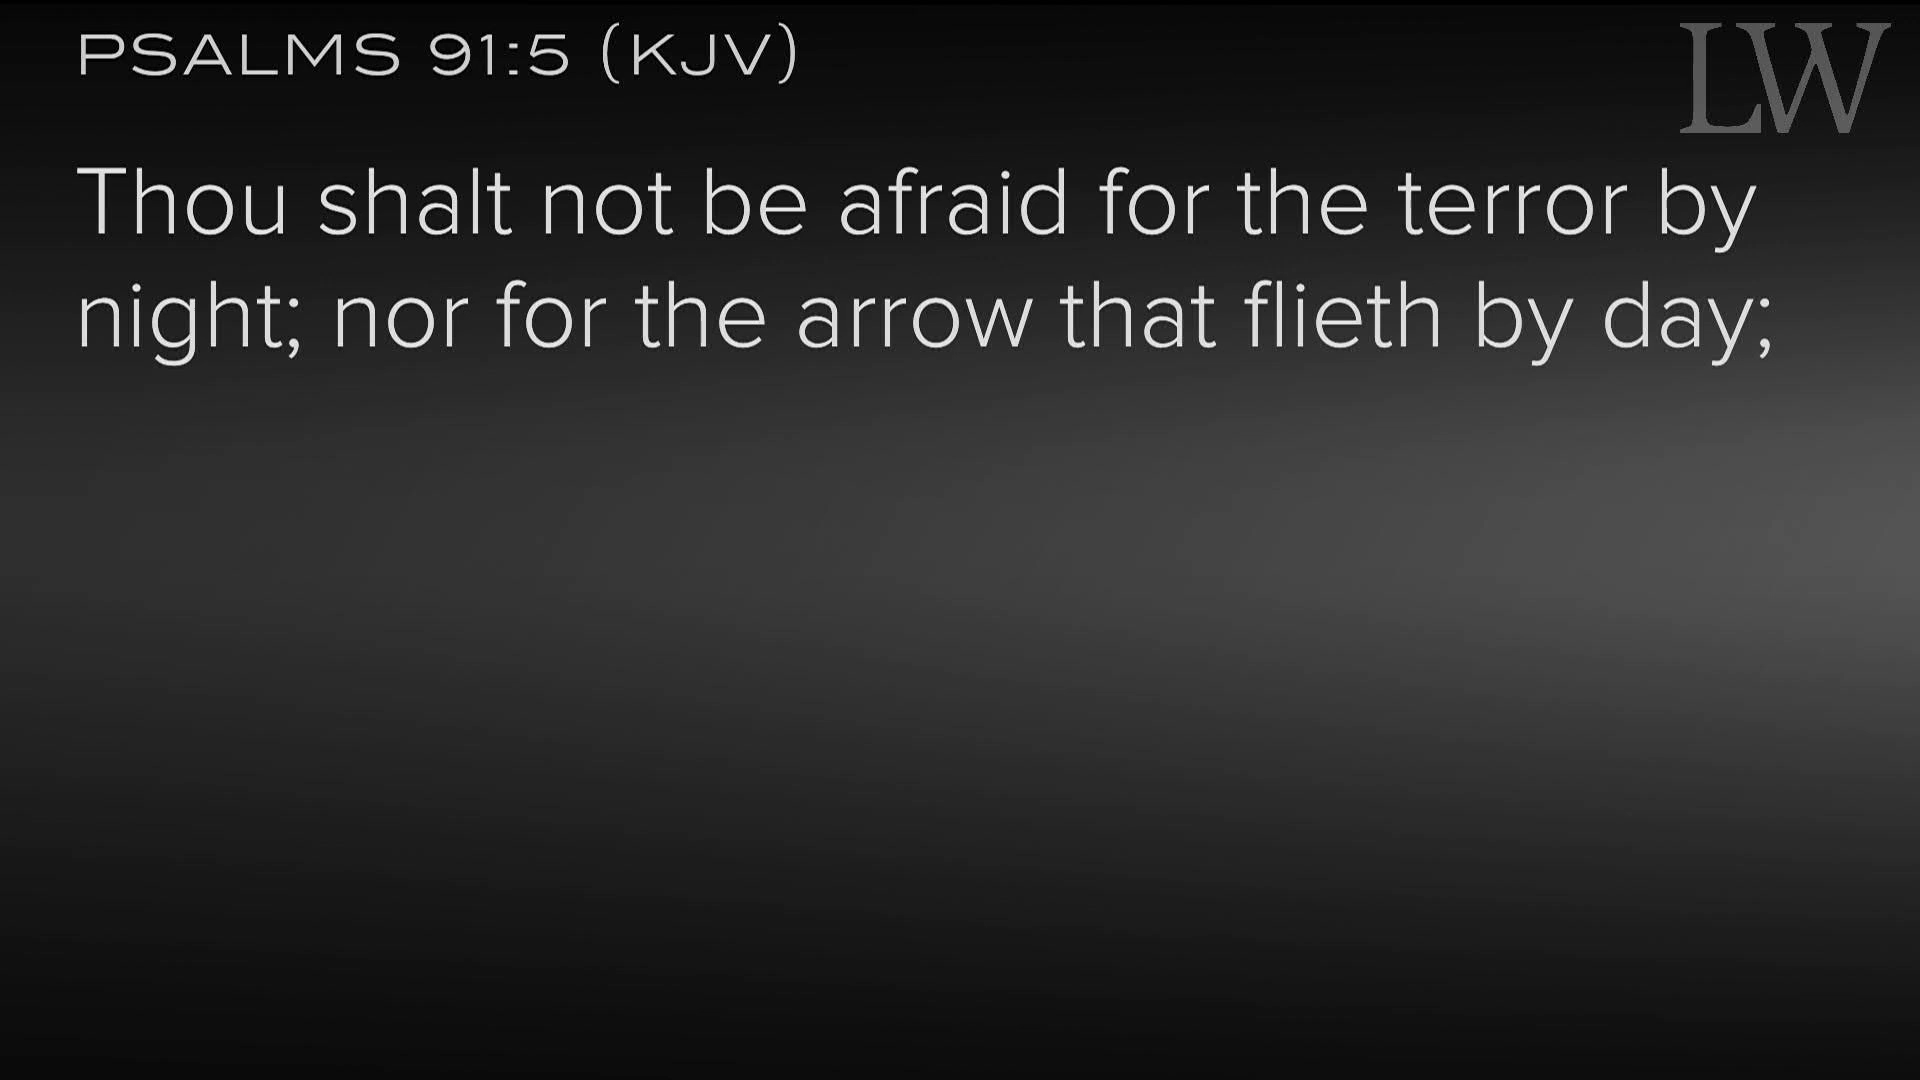 PSALMS 91:5 (KJV)
LW
Thou shalt not be afraid for the terror by
night; nor for the arrow that flieth by day;